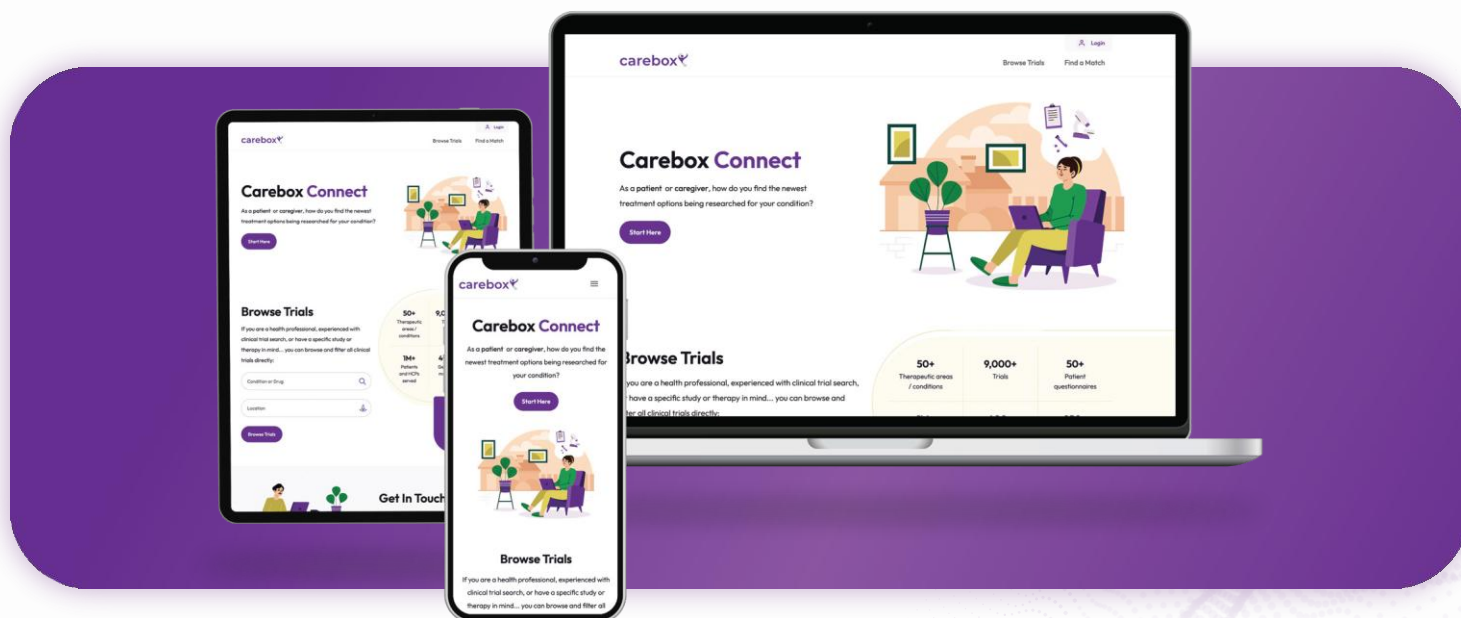 carebox
Login
Browse Trials
Find a Match
Carebox Connect
As a patient or caregiver, how do you find the newest
treatment options being researched for your condition?
Start Here
Browse Trials
If you are a health professional, experienced with
clinical trial search, or have a specific study or
therapy in mind... you can browse and filter all clinical
trials directly:
Condition or Drug
Location
Browse Trials
50+
Therapeutic
areas /
conditions
1M+
Patients
and HCPs
served
Get In Touch
carebox
Carebox Connect
As a patient or caregiver, how do you find the
newest treatment options being researched for
your condition?
Start Here
Browse Trials
If you are a health professional, experienced with
clinical trial search, or have a specific study or
therapy in mind... you can browse and filter all
carebox
Login
Browse Trials
Find a Match
Carebox Connect
As a patient or caregiver, how do you find the newest
treatment options being researched for your condition?
Start Here
Browse Trials
you are a health professional, experienced with clinical trial search,
have a specific study or therapy in mind... you can browse and
all clinical trials directly:
50+
Therapeutic areas
/ conditions
9,000+
Trials
50+
Patient
questionnaires